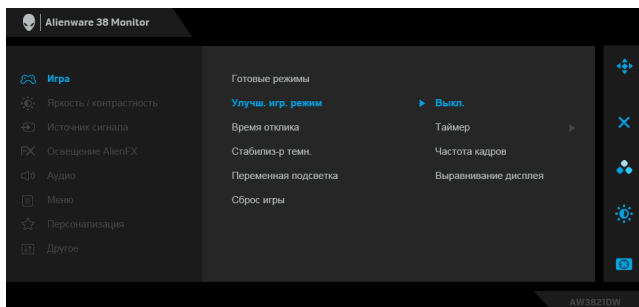 Alienware 38 Monitor
Игра
Яркость / контрастность
Источник сигнала
FX Освещение AlienFX
Аудио
Меню
Персонализация
Другое
Готовые режимы
Улучш. игр. режим
Время отклика
Стабилиз-р темн.
Переменная подсветка
Сброс игры
Выкл.
Таймер
Частота кадров
Выравнивание дисплея
AW3821DW